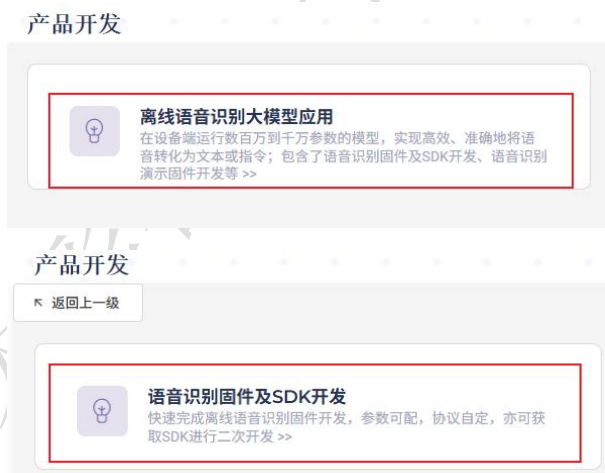 产品开发
离线语音识别大模型应用
在设备端运行数百万到千万参数的模型，实现高效、准确地将语
音转化为文本或指令；包含了语音识别固件及SDK开发、语音识别
演示固件开发等 >>
产品开发
返回上一级
语音识别固件及SDK开发
快速完成离线语音识别固件开发，参数可配，协议自定，亦可获
取SDK进行二次开发 >>